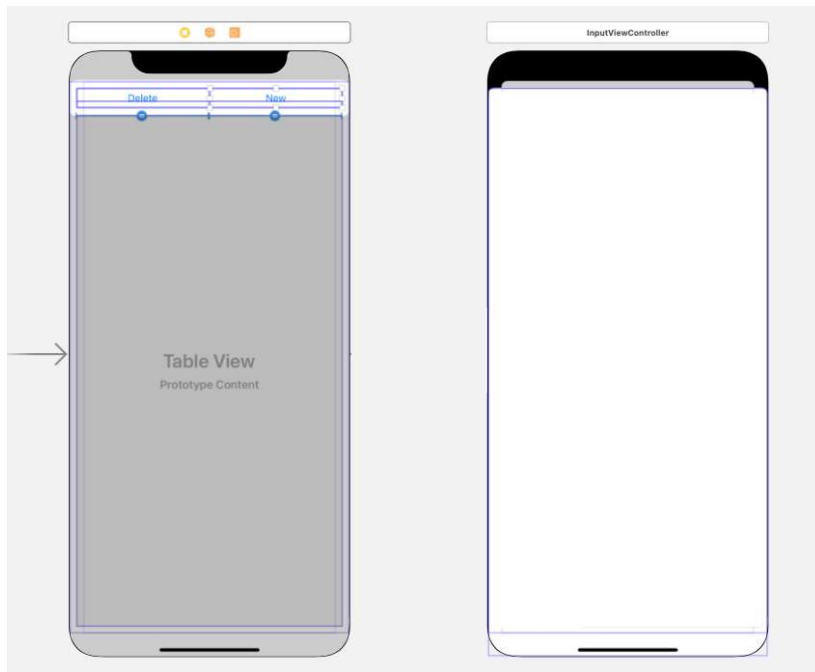 InputViewController
Delete New
Table View
Prototype Content